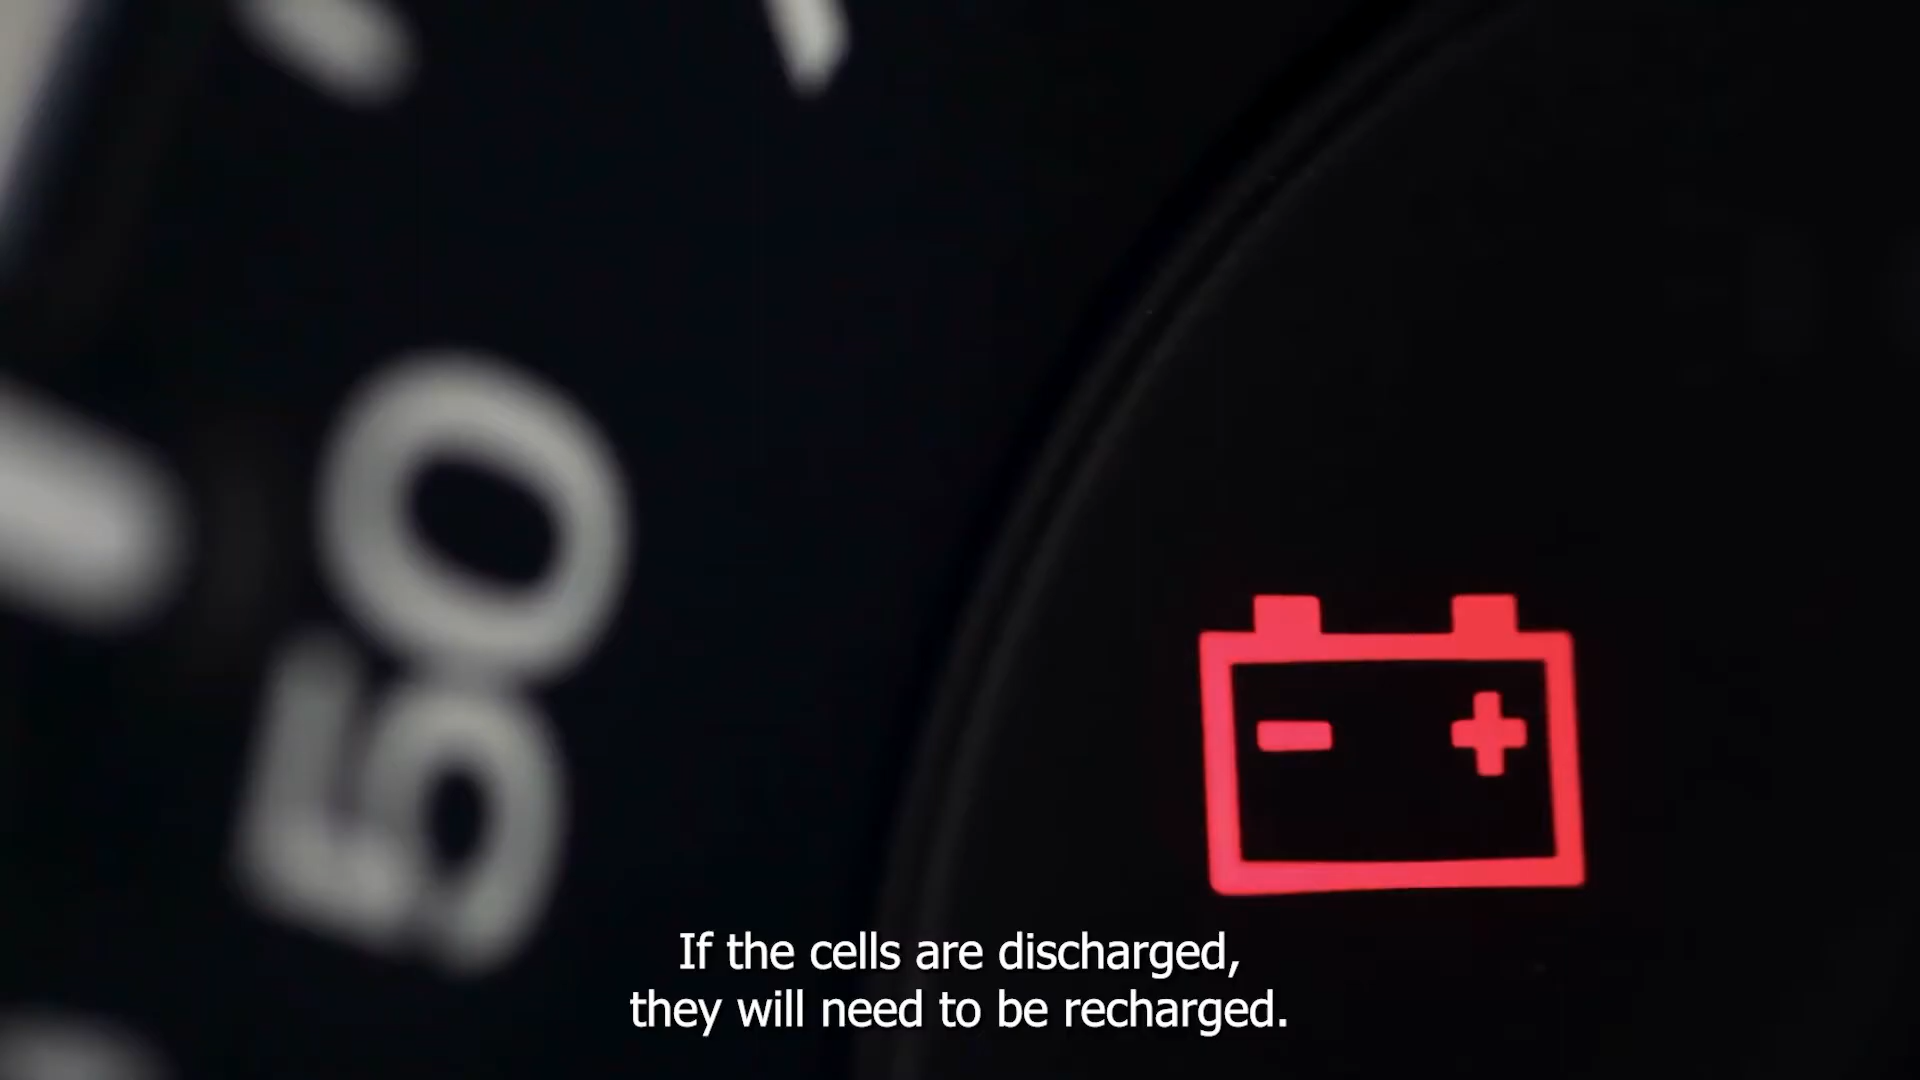 50
If the cells are discharged,
they will need to be recharged.